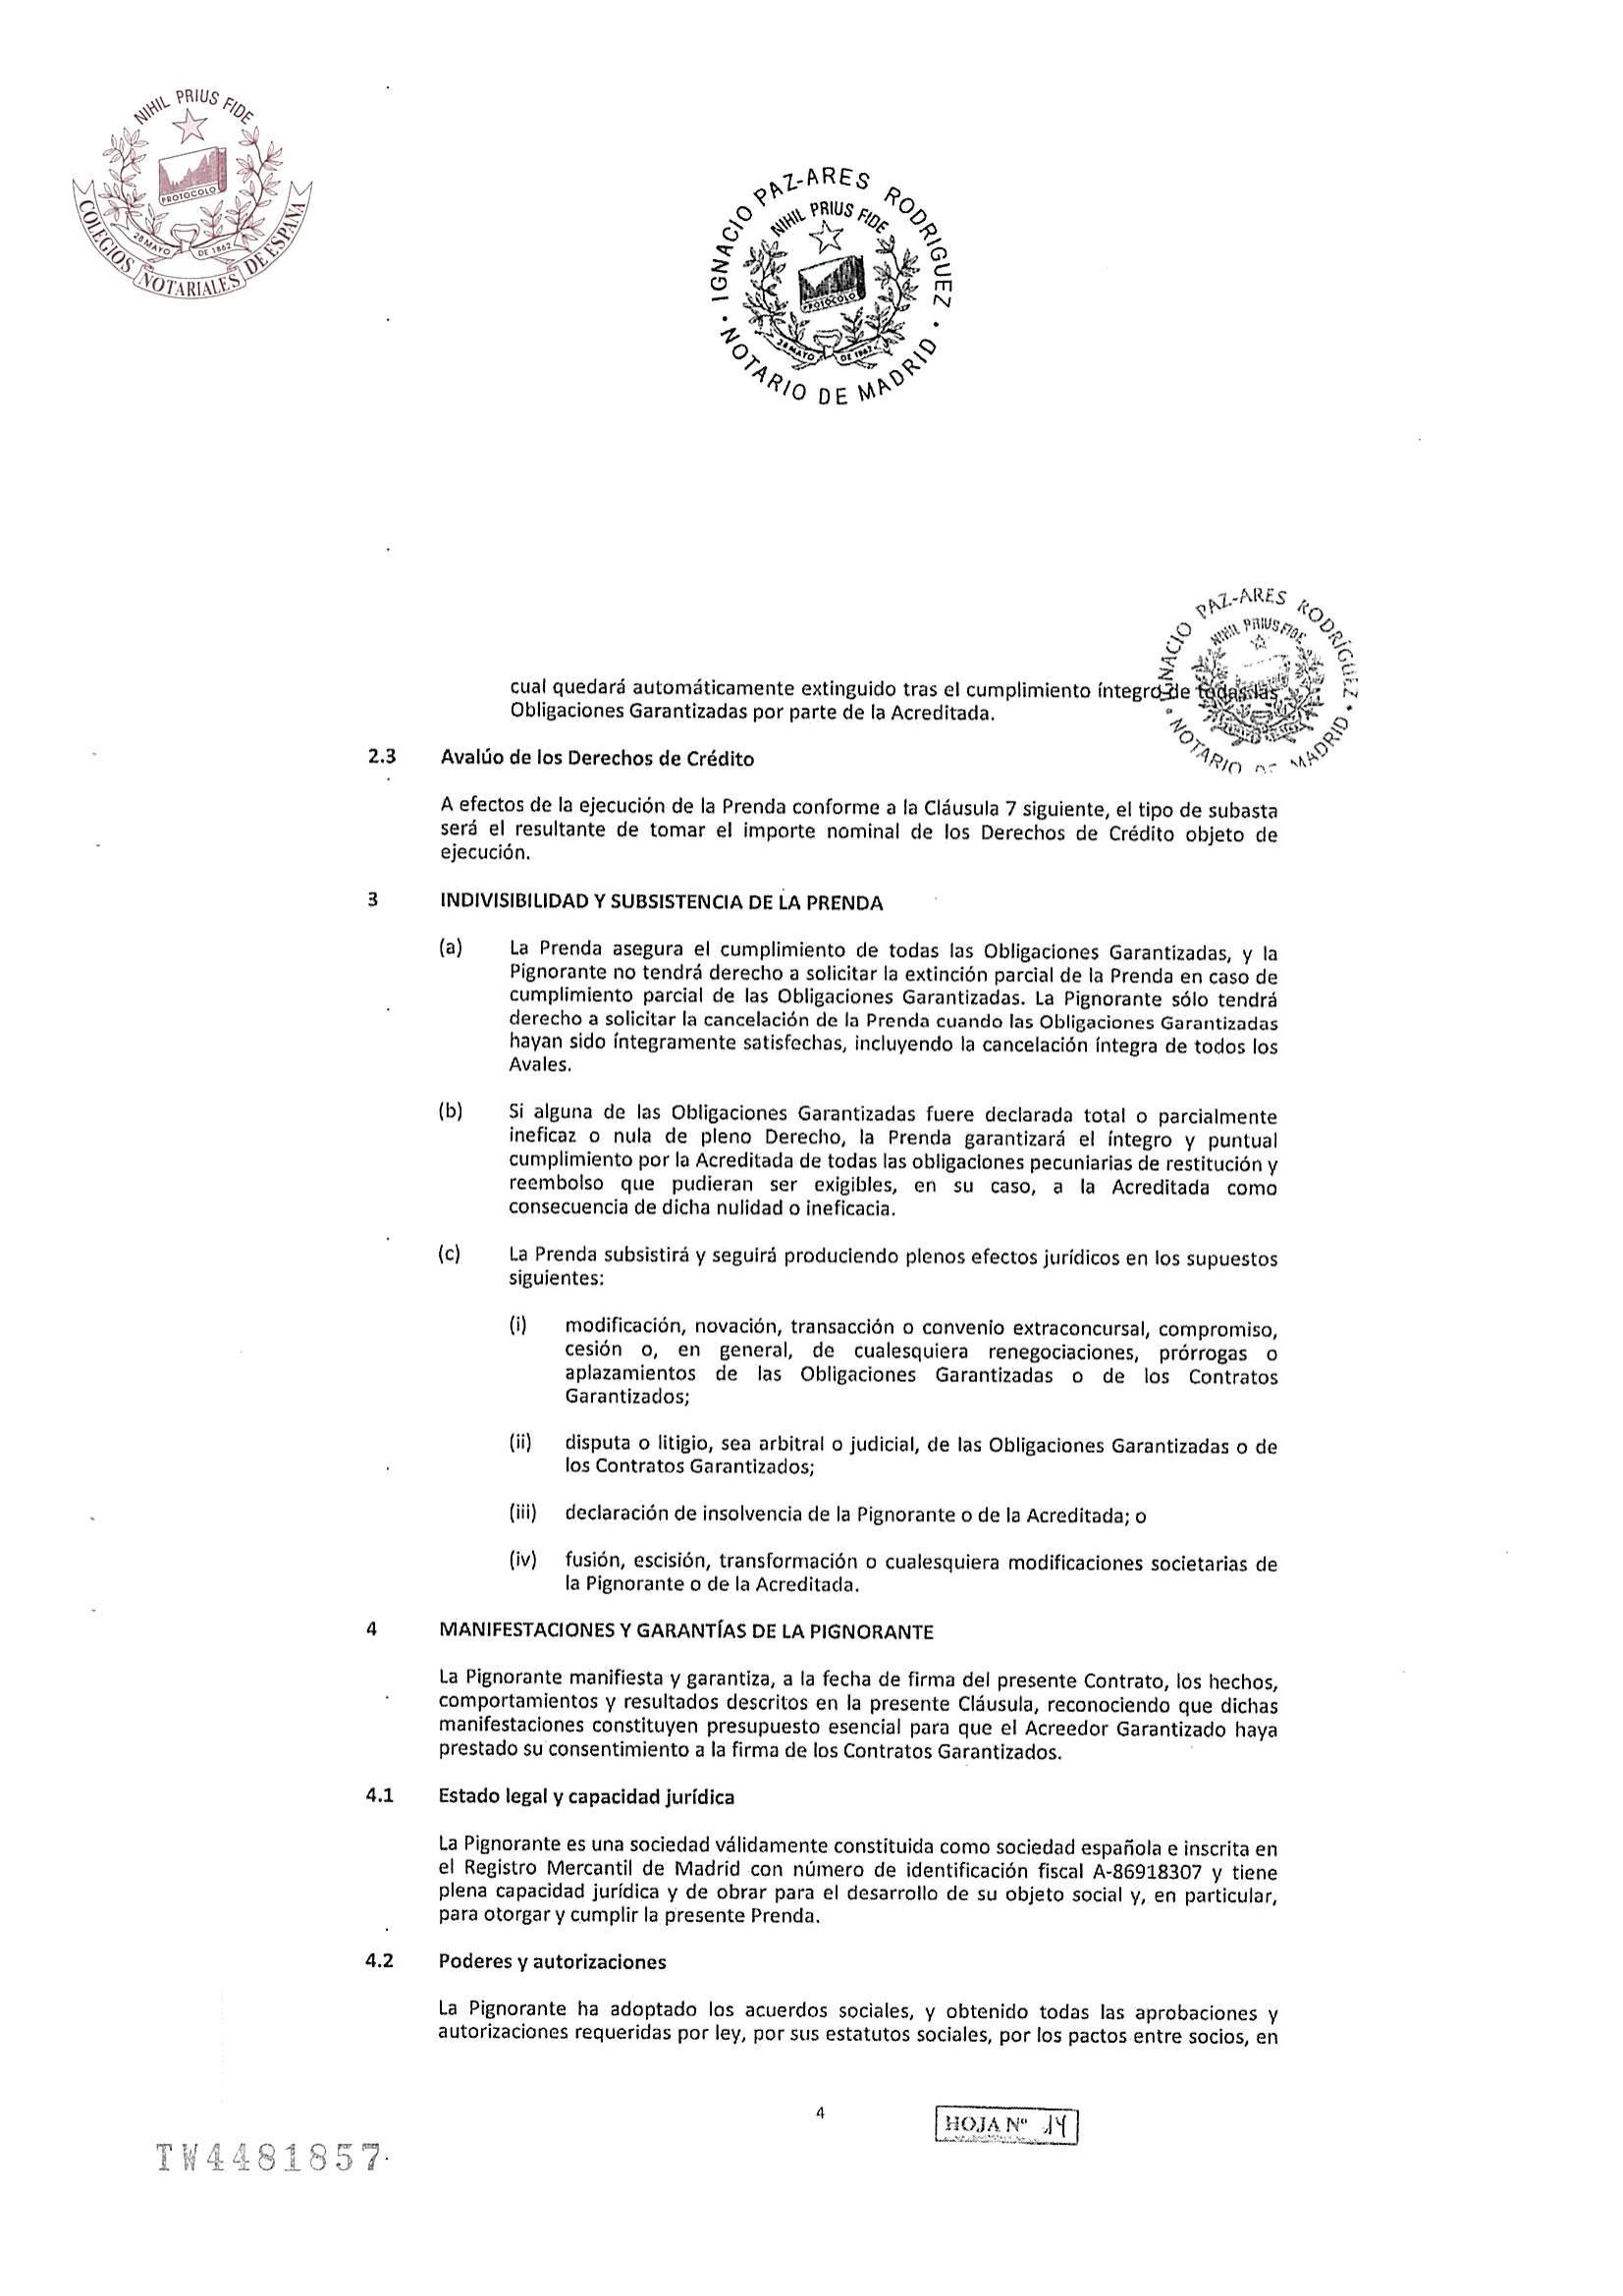 NIHIL PRIUS FIDE
PROTOCOLO
28 MAYO DE 1862
COLEGIOS NOTARIALES DE ESPAÑA
IGNACIO PAZ-ARES RODRIGUEZ
NIHIL PRIUS FIDE
PROTOCOLO
28 MAYO DE 1862
· NOTARIO DE MADRID ·
IGNACIO PAZ-ARES RODRÍGUEZ
NIHIL PRIUS FIDE
· NOTARIO DE MADRID ·
cual quedará automáticamente extinguido tras el cumplimiento íntegro de todas las
Obligaciones Garantizadas por parte de la Acreditada.
2.3 Avalúo de los Derechos de Crédito
A efectos de la ejecución de la Prenda conforme a la Cláusula 7 siguiente, el tipo de subasta
será el resultante de tomar el importe nominal de los Derechos de Crédito objeto de
ejecución.
3 INDIVISIBILIDAD Y SUBSISTENCIA DE LA PRENDA
(a) La Prenda asegura el cumplimiento de todas las Obligaciones Garantizadas, y la
Pignorante no tendrá derecho a solicitar la extinción parcial de la Prenda en caso de
cumplimiento parcial de las Obligaciones Garantizadas. La Pignorante sólo tendrá
derecho a solicitar la cancelación de la Prenda cuando las Obligaciones Garantizadas
hayan sido íntegramente satisfechas, incluyendo la cancelación íntegra de todos los
Avales.
(b) Si alguna de las Obligaciones Garantizadas fuere declarada total o parcialmente
ineficaz o nula de pleno Derecho, la Prenda garantizará el íntegro y puntual
cumplimiento por la Acreditada de todas las obligaciones pecuniarias de restitución y
reembolso que pudieran ser exigibles, en su caso, a la Acreditada como
consecuencia de dicha nulidad o ineficacia.
(c) La Prenda subsistirá y seguirá produciendo plenos efectos jurídicos en los supuestos
siguientes:
(i) modificación, novación, transacción o convenio extraconcursal, compromiso,
cesión o, en general, de cualesquiera renegociaciones, prórrogas o
aplazamientos de las Obligaciones Garantizadas o de los Contratos
Garantizados;
(ii) disputa o litigio, sea arbitral o judicial, de las Obligaciones Garantizadas o de
los Contratos Garantizados;
(iii) declaración de insolvencia de la Pignorante o de la Acreditada; o
(iv) fusión, escisión, transformación o cualesquiera modificaciones societarias de
la Pignorante o de la Acreditada.
4 MANIFESTACIONES Y GARANTÍAS DE LA PIGNORANTE
La Pignorante manifiesta y garantiza, a la fecha de firma del presente Contrato, los hechos,
comportamientos y resultados descritos en la presente Cláusula, reconociendo que dichas
manifestaciones constituyen presupuesto esencial para que el Acreedor Garantizado haya
prestado su consentimiento a la firma de los Contratos Garantizados.
4.1 Estado legal y capacidad jurídica
La Pignorante es una sociedad válidamente constituida como sociedad española e inscrita en
el Registro Mercantil de Madrid con número de identificación fiscal A-86918307 y tiene
plena capacidad jurídica y de obrar para el desarrollo de su objeto social y, en particular,
para otorgar y cumplir la presente Prenda.
4.2 Poderes y autorizaciones
La Pignorante ha adoptado los acuerdos sociales, y obtenido todas las aprobaciones y
autorizaciones requeridas por ley, por sus estatutos sociales, por los pactos entre socios, en
4
HOJA Nº 14
TW4481857